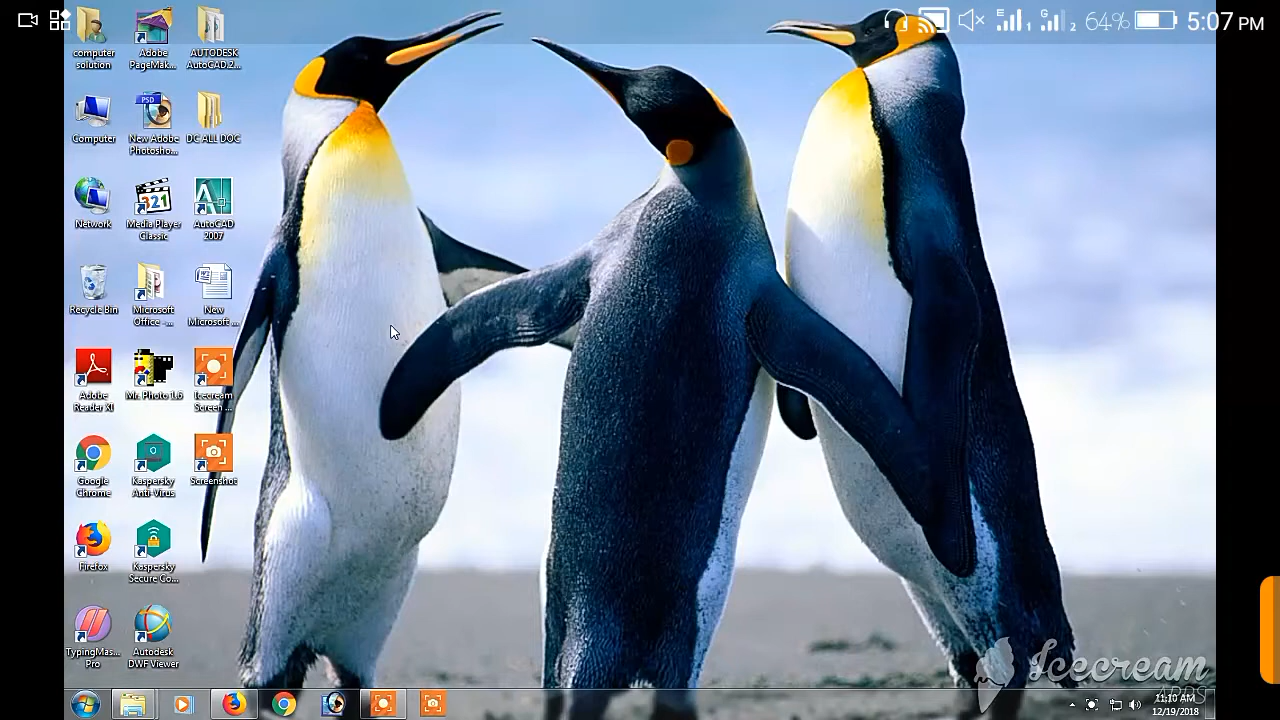 64% 5:07 PM
computer
solution
Adobe
PageMak...
AUTODESK
AutoCAD.2...
Computer
New Adobe
Photosho...
DC ALL DOC
Network
Media Player
Classic
AutoCAD
2007
Recycle Bin
Microsoft
Office -...
New
Microsoft ...
Adobe
Reader XI
Mr. Photo 1.6
Icecream
Screen ...
Google
Chrome
Kaspersky
Anti-Virus
Screenshot
Firefox
Kaspersky
Secure Co...
TypingMas...
Pro
Autodesk
DWF Viewer
Icecream
APPS
11:10 AM
12/19/2018